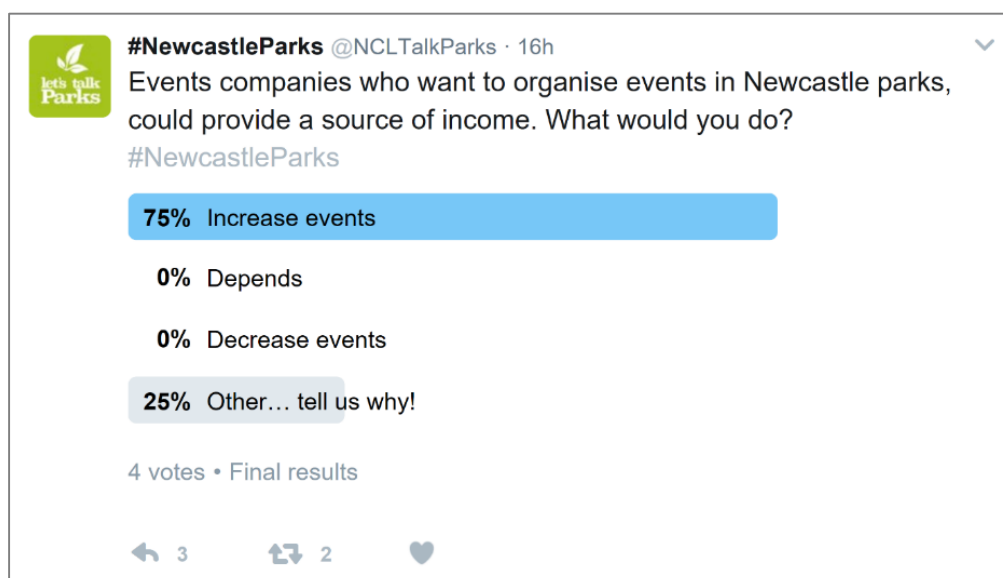 let's talk
Parks
#NewcastleParks @NCLTalkParks · 16h
Events companies who want to organise events in Newcastle parks,
could provide a source of income. What would you do?
#NewcastleParks
75% Increase events
0% Depends
0% Decrease events
25% Other… tell us why!
4 votes • Final results
3 2